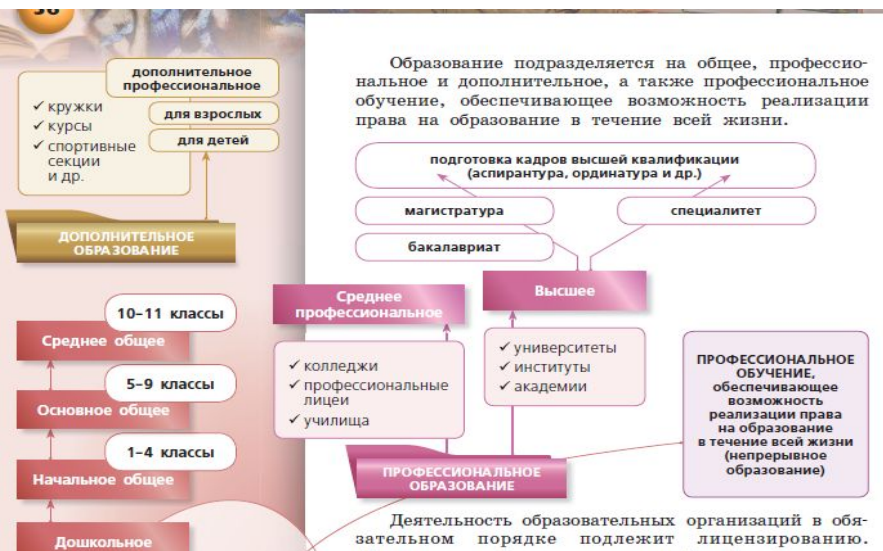 56
дополнительное
профессиональное
✓ кружки
✓ курсы
✓ спортивные
секции
и др.
для взрослых
для детей
ДОПОЛНИТЕЛЬНОЕ
ОБРАЗОВАНИЕ
10–11 классы
Среднее общее
5–9 классы
Основное общее
1–4 классы
Начальное общее
Дошкольное
Образование подразделяется на общее, профессио-
нальное и дополнительное, а также профессиональное
обучение, обеспечивающее возможность реализации
права на образование в течение всей жизни.
подготовка кадров высшей квалификации
(аспирантура, ординатура и др.)
магистратура
специалитет
бакалавриат
Среднее
профессиональное
Высшее
✓ колледжи
✓ профессиональные
лицеи
✓ училища
✓ университеты
✓ институты
✓ академии
ПРОФЕССИОНАЛЬНОЕ
ОБУЧЕНИЕ,
обеспечивающее
возможность
реализации права
на образование
в течение всей жизни
(непрерывное
образование)
ПРОФЕССИОНАЛЬНОЕ
ОБРАЗОВАНИЕ
Деятельность образовательных организаций в обя-
зательном порядке подлежит лицензированию.